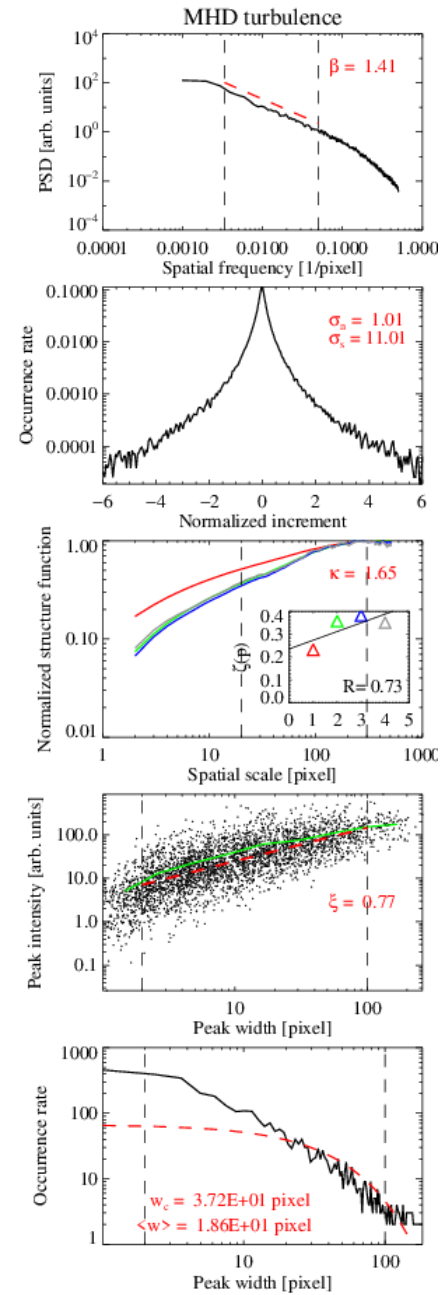 MHD turbulence
PSD [arb. units]
10⁴
10²
10⁰
10⁻²
10⁻⁴
β = 1.41
0.0001 0.0010 0.0100 0.1000 1.000
Spatial frequency [1/pixel]
Occurrence rate
0.1000
0.0100
0.0010
0.0001
σₐ = 1.01
σₛ = 11.01
−6 −4 −2 0 2 4 6
Normalized increment
Normalized structure function
1.00
0.10
0.01
κ = 1.65
ζ(p)
0.4
0.3
0.2
0.1
0.0
R= 0.73
0 1 2 3 4 5
1 10 100 1000
Spatial scale [pixel]
Peak intensity [arb. units]
100.0
10.0
1.0
0.1
ξ = 0.77
10 100
Peak width [pixel]
Occurrence rate
1000
100
10
1
w_c = 3.72E+01 pixel
<w> = 1.86E+01 pixel
10 100
Peak width [pixel]